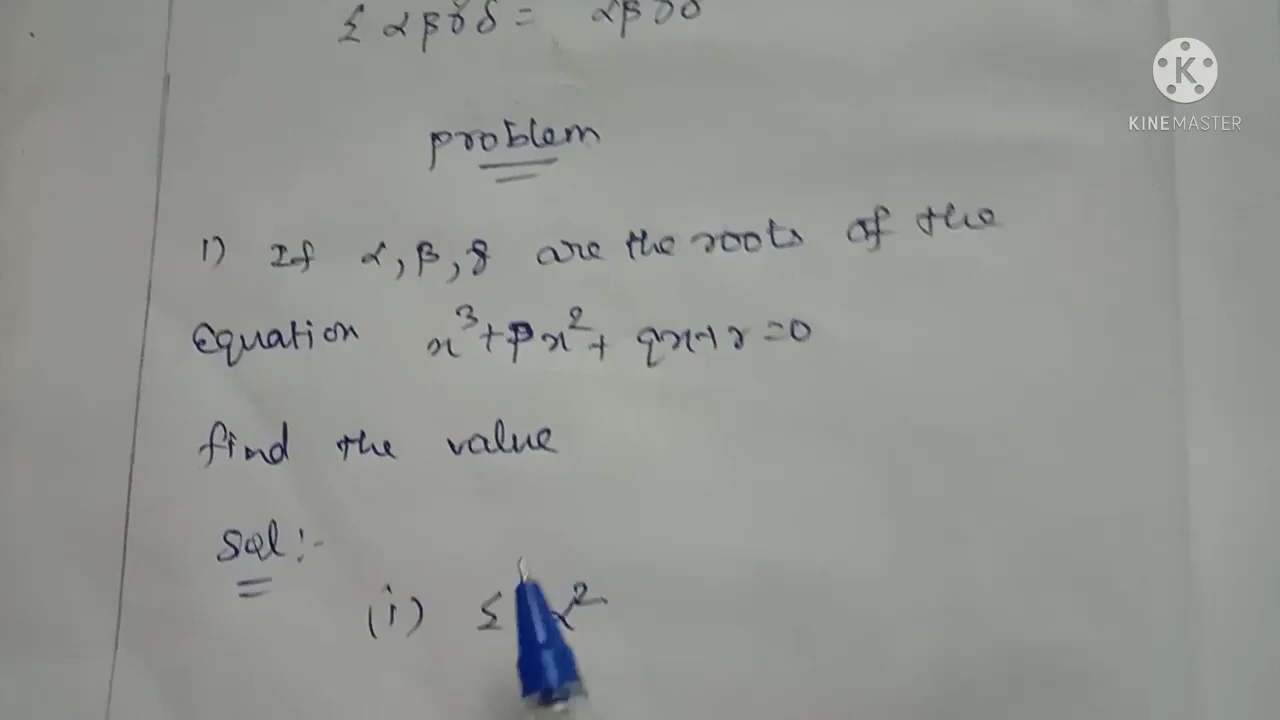 Σ αβγδ = αβγδ
K
KINEMASTER
problem
1) If α, β, γ are the roots of the
Equation x³ + px² + qx + r = 0
find the value
Sol :-
(i) Σ α²